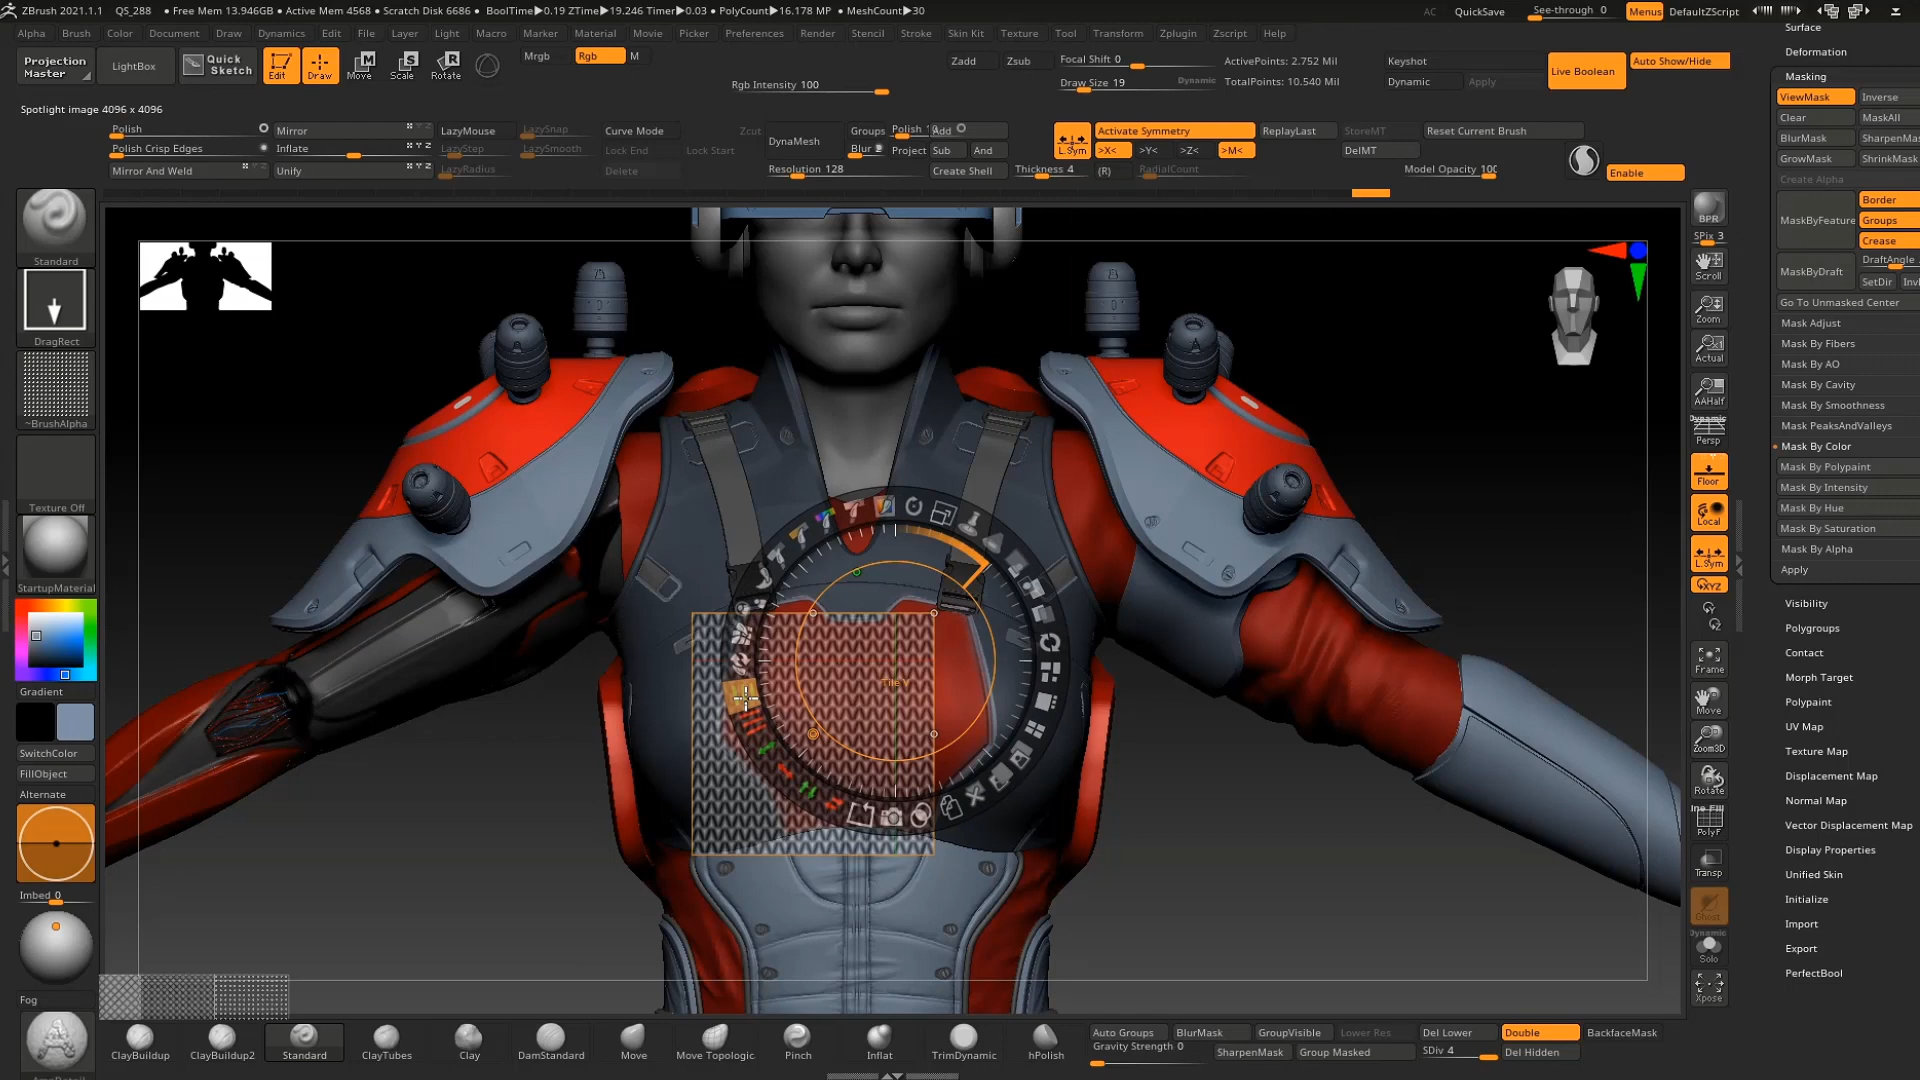 ZBrush 2021.1.1 QS_288 • Free Mem 13.946GB • Active Mem 4568 • Scratch Disk 6686 • BoolTime▶0.19 ZTime▶19.246 Timer▶0.03 • PolyCount▶16.178 MP • MeshCount▶30
AC QuickSave See-through 0 Menus DefaultZScript
Alpha Brush Color Document Draw Dynamics Edit File Layer Light Macro Marker Material Movie Picker Preferences Render Stencil Stroke Skin Kit Texture Tool Transform Zplugin Zscript Help
Projection Master
LightBox
Quick Sketch
Edit
Draw
Move
Scale
Rotate
Mrgb Rgb M
Rgb Intensity 100
Zadd Zsub
Focal Shift 0
Draw Size 19
Dynamic
ActivePoints: 2.752 Mil
TotalPoints: 10.540 Mil
Keyshot
Dynamic Apply
Live Boolean
Auto Show/Hide
Spotlight image 4096 x 4096
Polish
Polish Crisp Edges
Mirror And Weld
Mirror
Inflate
Unify
LazyMouse
LazyStep
LazyRadius
LazySnap
LazySmooth
Curve Mode
Lock End
Delete
Zcut
Lock Start
DynaMesh
Resolution 128
Groups
Blur 2
Polish
Project
Add
Sub And
Create Shell
Thickness 4
L.Sym
Activate Symmetry
>X< >Y< >Z< >M<
(R) RadialCount
ReplayLast
StoreMT
DelMT
Reset Current Brush
Model Opacity 100
Enable
Standard
DragRect
~BrushAlpha
Texture Off
StartupMaterial
Gradient
SwitchColor
FillObject
Alternate
Imbed 0
Fog
Tile V
BPR
SPix 3
Scroll
Zoom
Actual
AAHalf
Dynamic
Persp
Floor
Local
L.Sym
XYZ
Frame
Move
Zoom3D
Rotate
Line Fill
PolyF
Transp
Ghost
Dynamic
Solo
Xpose
Surface
Deformation
Masking
ViewMask Inverse
Clear MaskAll
BlurMask SharpenMas
GrowMask ShrinkMask
Create Alpha
MaskByFeature
Border
Groups
Crease
MaskByDraft
DraftAngle
SetDir Inv
Go To Unmasked Center
Mask Adjust
Mask By Fibers
Mask By AO
Mask By Cavity
Mask By Smoothness
Mask PeaksAndValleys
Mask By Color
Mask By Polypaint
Mask By Intensity
Mask By Hue
Mask By Saturation
Mask By Alpha
Apply
Visibility
Polygroups
Contact
Morph Target
Polypaint
UV Map
Texture Map
Displacement Map
Normal Map
Vector Displacement Map
Display Properties
Unified Skin
Initialize
Import
Export
PerfectBool
ClayBuildup ClayBuildup2 Standard ClayTubes Clay DamStandard Move Move Topologic Pinch Inflat TrimDynamic hPolish
Auto Groups BlurMask GroupVisible Lower Res Del Lower Double BackfaceMask
Gravity Strength 0 SharpenMask Group Masked SDiv 4 Del Hidden